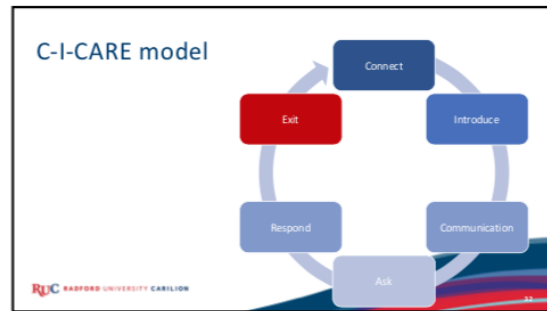 C-I-CARE model
Connect
Introduce
Communication
Ask
Respond
Exit
RUC RADFORD UNIVERSITY CARILION